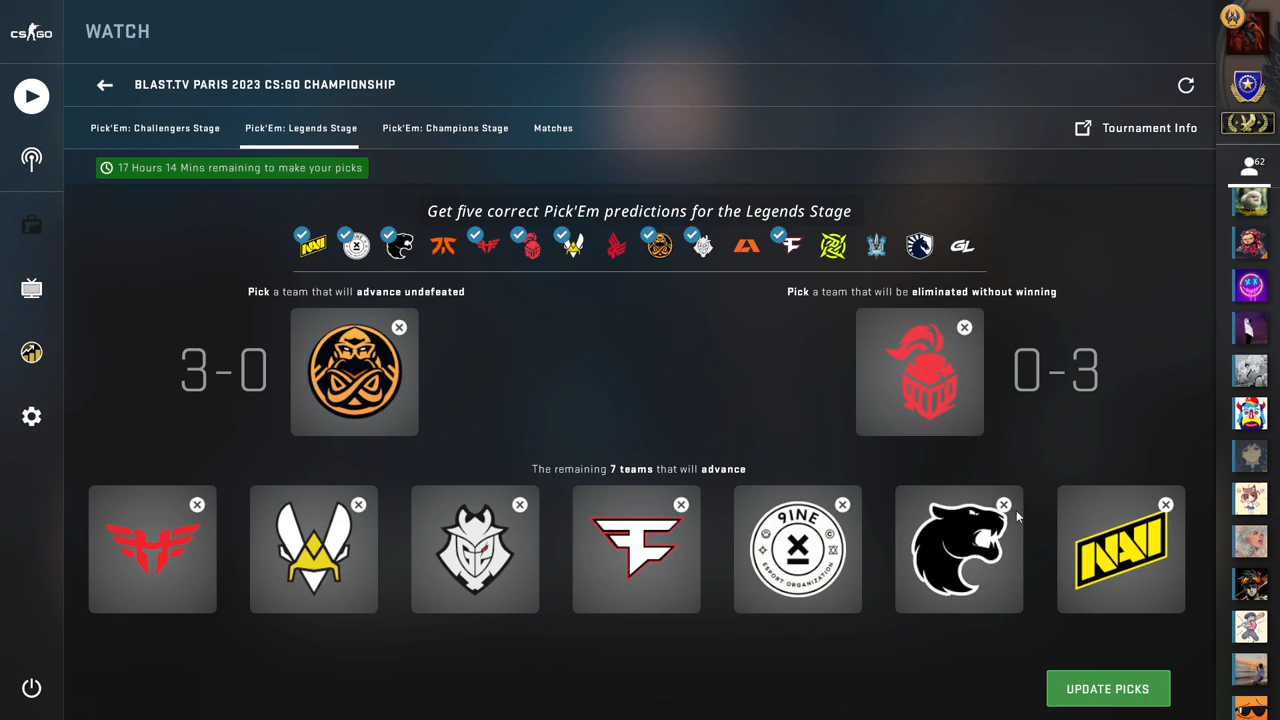 CS GO
WATCH
BLAST.TV PARIS 2023 CS:GO CHAMPIONSHIP
Pick'Em: Challengers Stage
Pick'Em: Legends Stage
Pick'Em: Champions Stage
Matches
Tournament Info
17 Hours 14 Mins remaining to make your picks
62
Get five correct Pick'Em predictions for the Legends Stage
NAVI
GL
Pick a team that will advance undefeated
Pick a team that will be eliminated without winning
3-0
0-3
The remaining 7 teams that will advance
9INE
ESPORT ORGANIZATION
NAVI
UPDATE PICKS